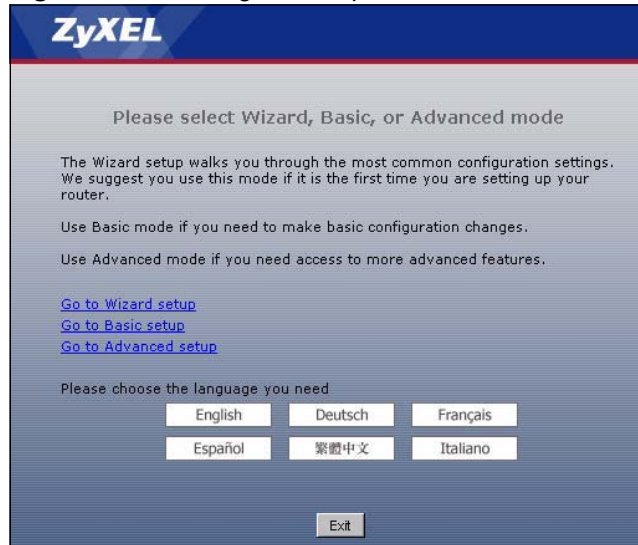 ZyXEL
Please select Wizard, Basic, or Advanced mode
The Wizard setup walks you through the most common configuration settings.
We suggest you use this mode if it is the first time you are setting up your
router.
Use Basic mode if you need to make basic configuration changes.
Use Advanced mode if you need access to more advanced features.
Go to Wizard setup
Go to Basic setup
Go to Advanced setup
Please choose the language you need
English Deutsch Français
Español 繁體中文 Italiano
Exit